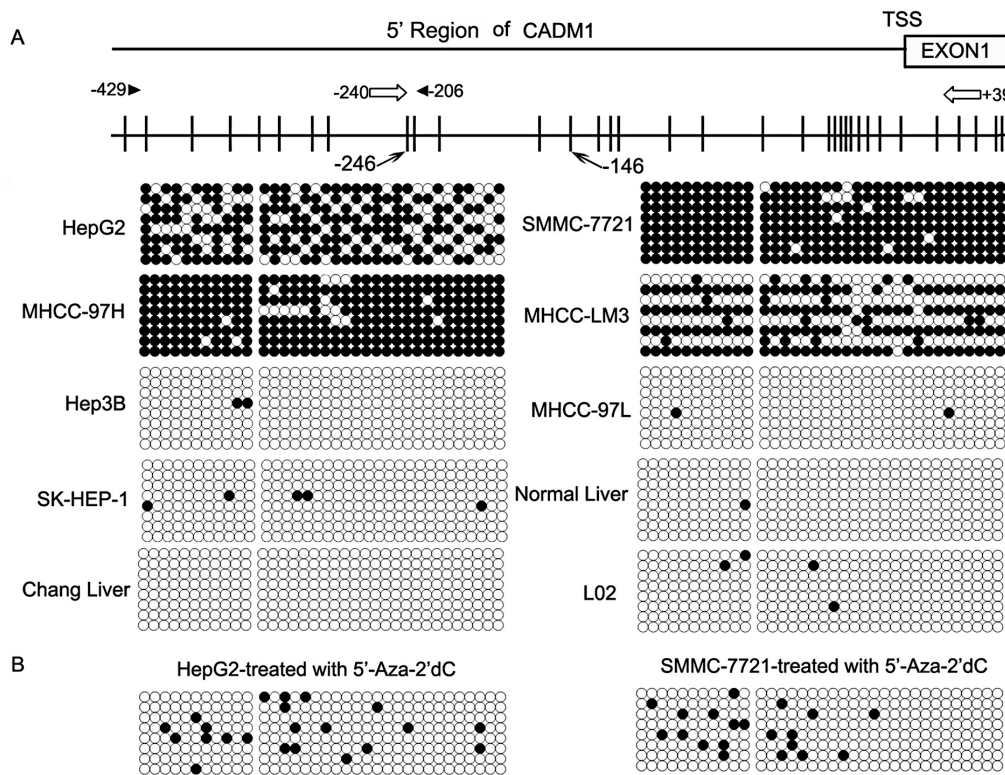 A
5' Region of CADM1
TSS
EXON1
-429
-240
-206
+39
-246
-146
HepG2
SMMC-7721
MHCC-97H
MHCC-LM3
Hep3B
MHCC-97L
SK-HEP-1
Normal Liver
Chang Liver
L02
B
HepG2-treated with 5'-Aza-2'dC
SMMC-7721-treated with 5'-Aza-2'dC